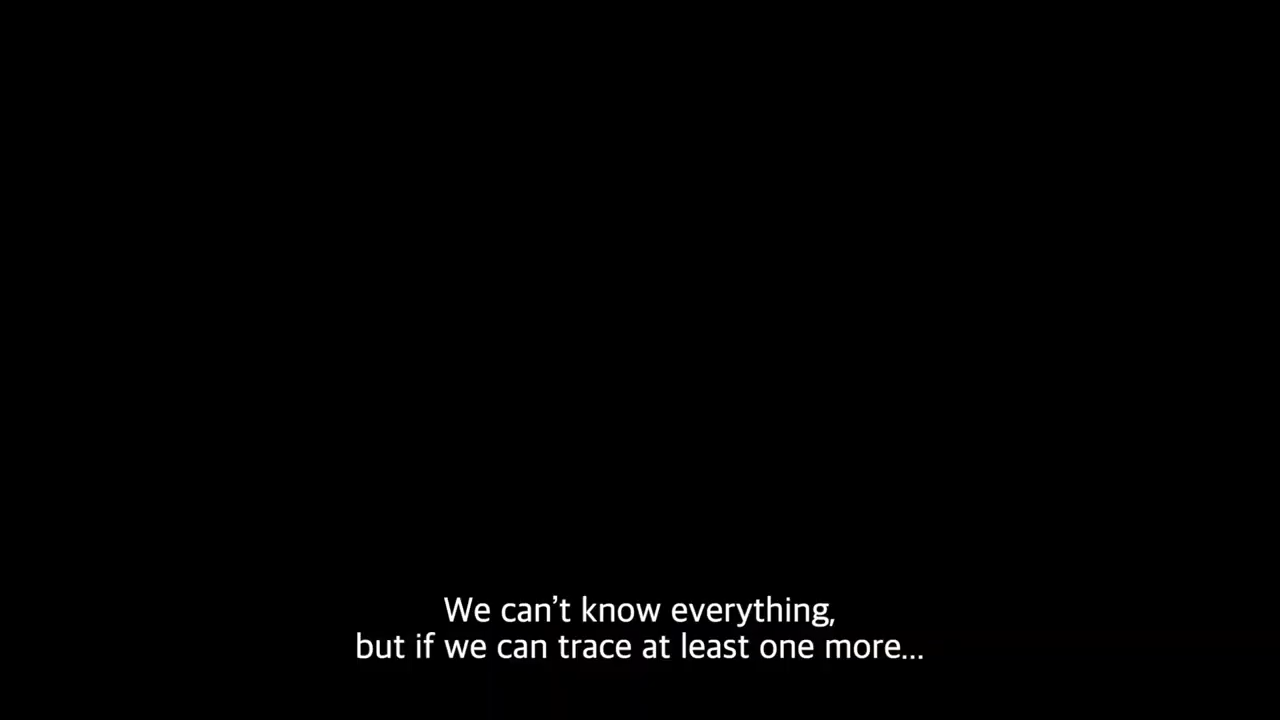 We can’t know everything,
but if we can trace at least one more...